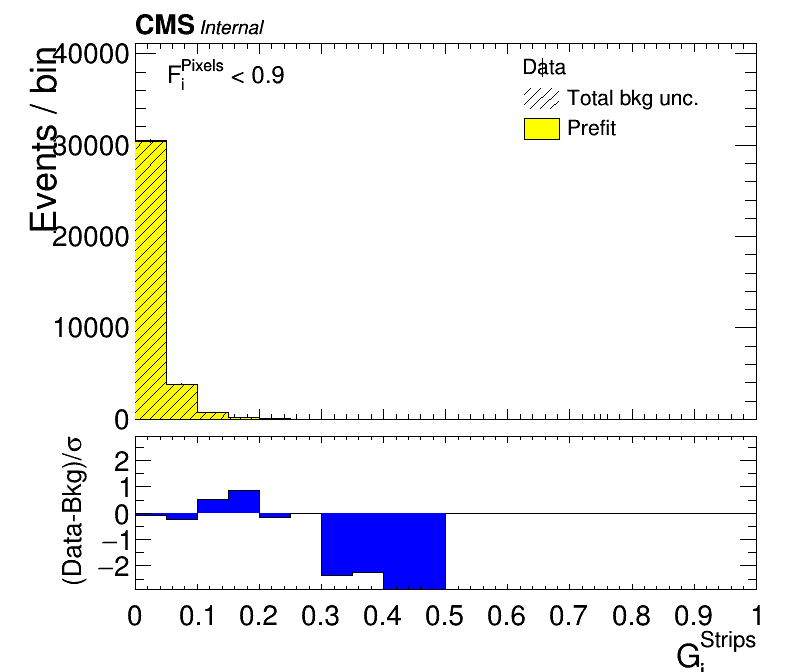 CMS Internal
40000
30000
20000
10000
0
Events / bin
F_i^Pixels < 0.9
Data
Total bkg unc.
Prefit
2
1
0
−1
−2
(Data-Bkg)/σ
0 0.1 0.2 0.3 0.4 0.5 0.6 0.7 0.8 0.9 1
G_i^Strips